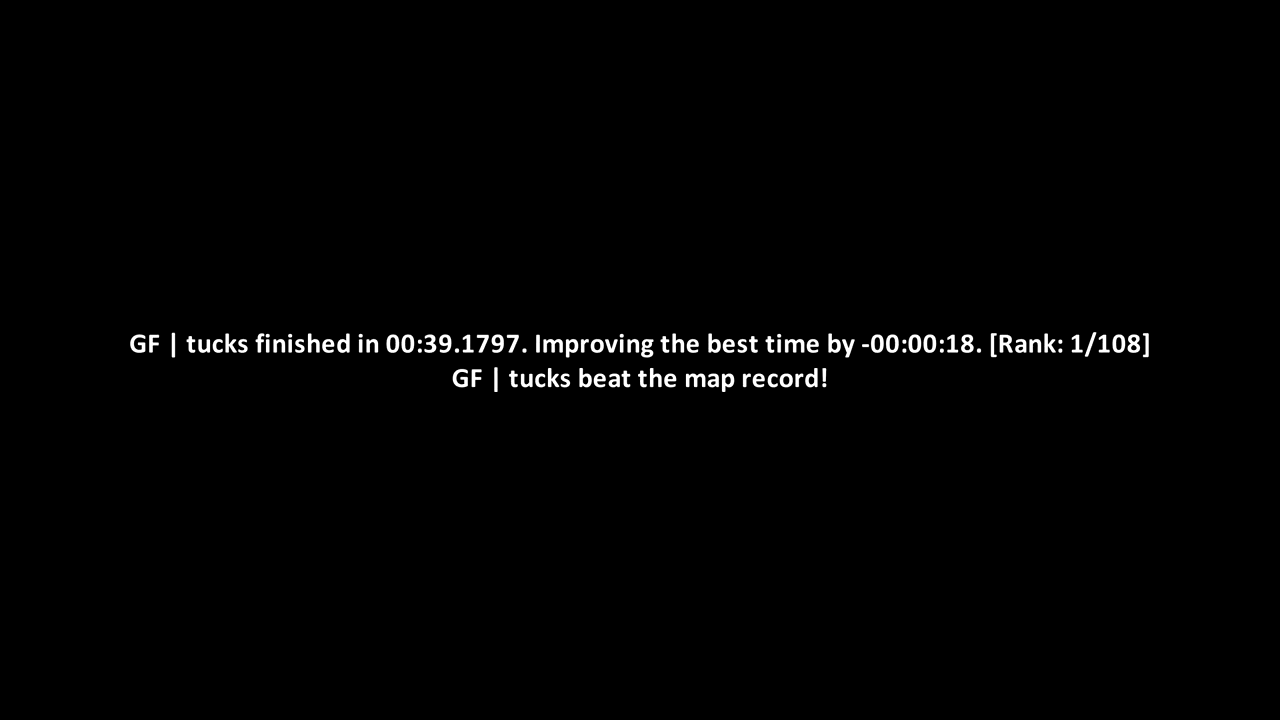 GF | tucks finished in 00:39.1797. Improving the best time by -00:00:18. [Rank: 1/108]
GF | tucks beat the map record!